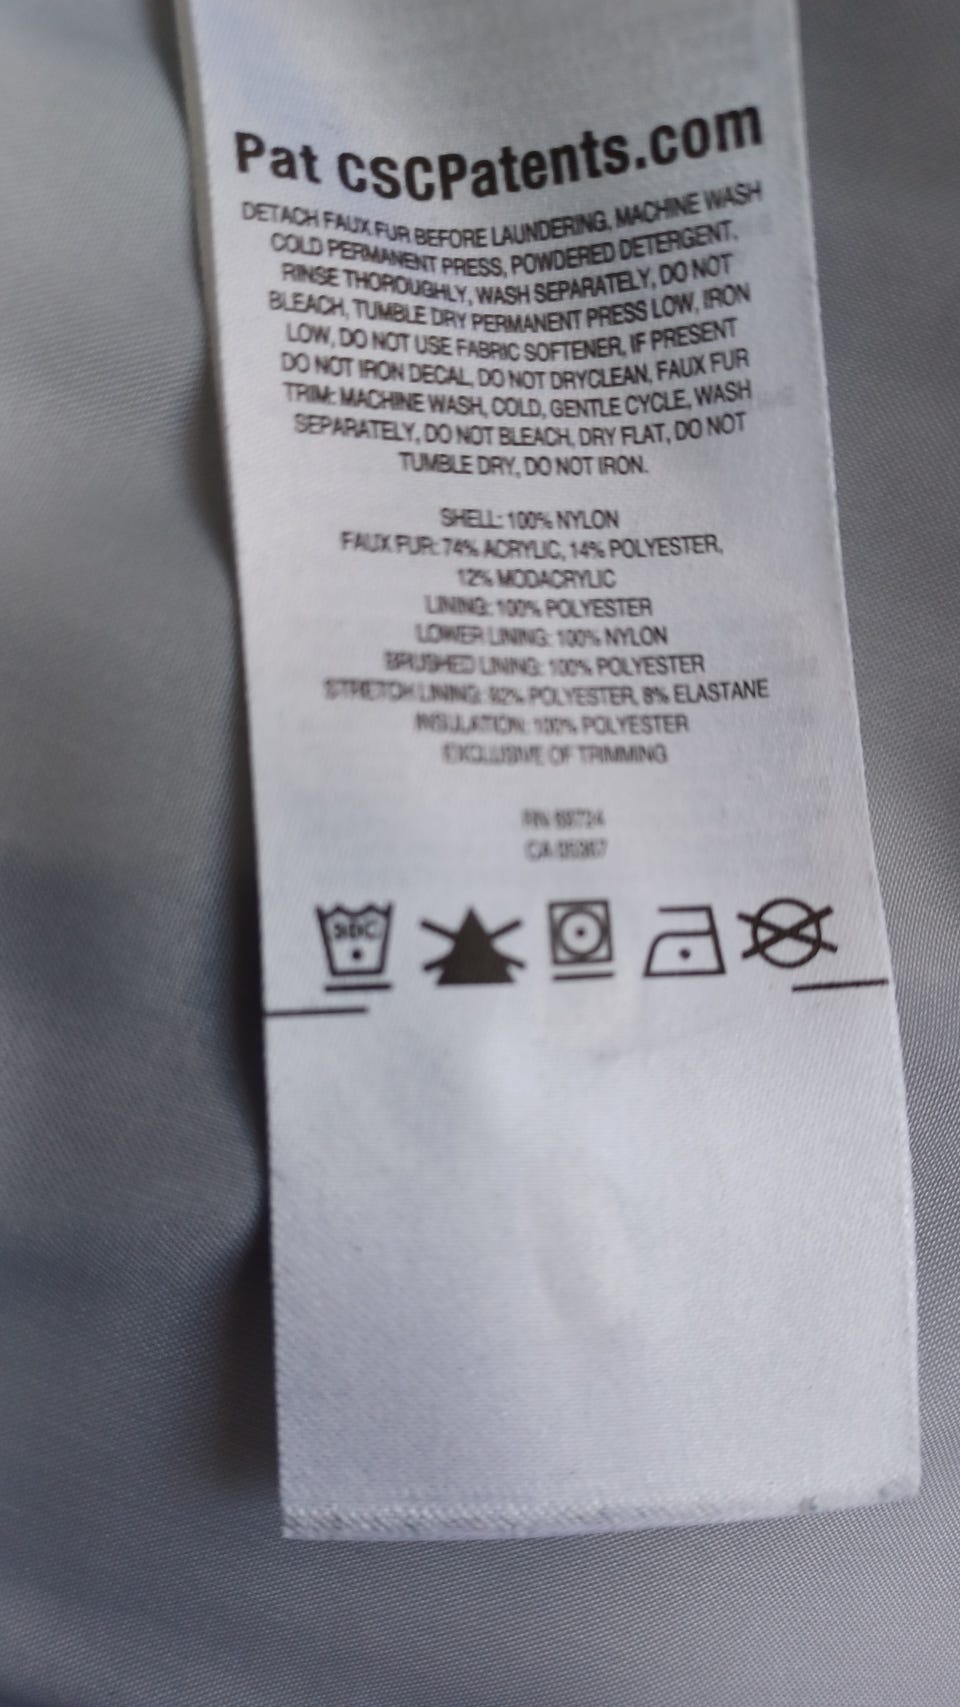 Pat CSCPatents.com
DETACH FAUX FUR BEFORE LAUNDERING, MACHINE WASH
COLD PERMANENT PRESS, POWDERED DETERGENT,
RINSE THOROUGHLY, WASH SEPARATELY, DO NOT
BLEACH, TUMBLE DRY PERMANENT PRESS LOW, IRON
LOW, DO NOT USE FABRIC SOFTENER, IF PRESENT
DO NOT IRON DECAL, DO NOT DRYCLEAN, FAUX FUR
TRIM: MACHINE WASH, COLD, GENTLE CYCLE, WASH
SEPARATELY, DO NOT BLEACH, DRY FLAT, DO NOT
TUMBLE DRY, DO NOT IRON.
SHELL: 100% NYLON
FAUX FUR: 74% ACRYLIC, 14% POLYESTER,
12% MODACRYLIC
LINING: 100% POLYESTER
LOWER LINING: 100% NYLON
BRUSHED LINING: 100% POLYESTER
STRETCH LINING: 92% POLYESTER, 8% ELASTANE
INSULATION: 100% POLYESTER
EXCLUSIVE OF TRIMMING
RN
CA
30C